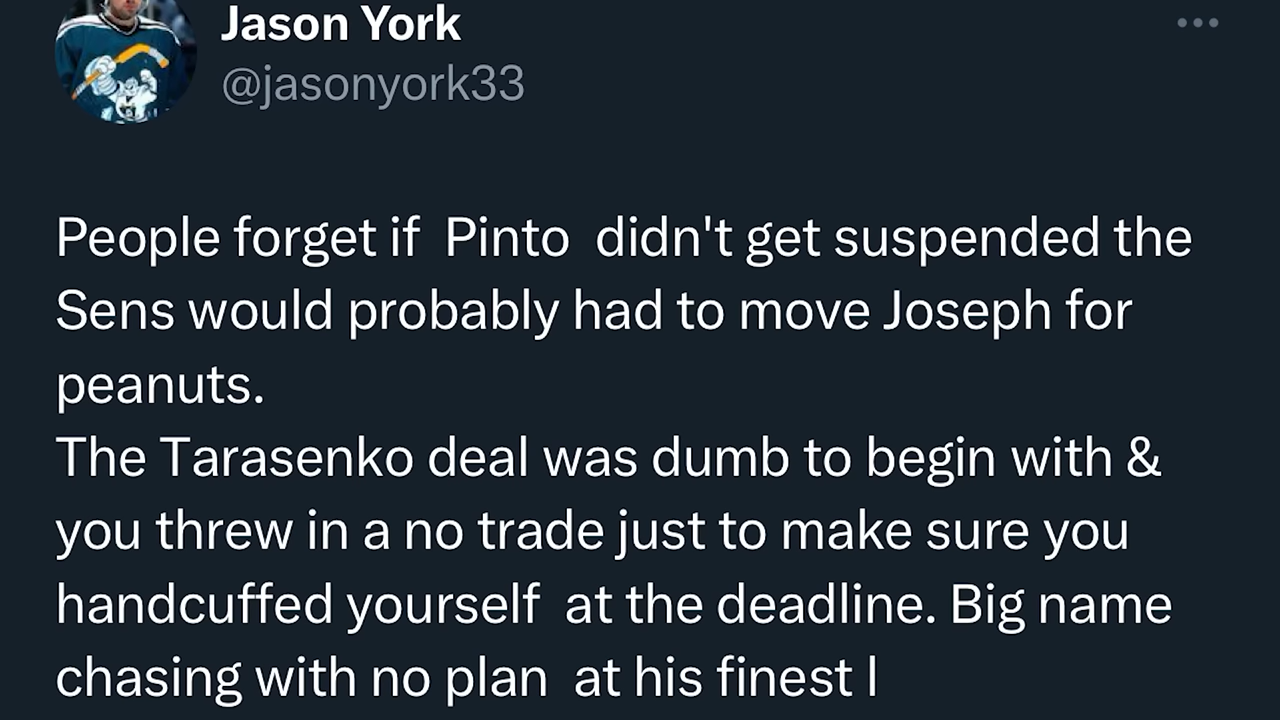 Jason York
@jasonyork33
People forget if  Pinto  didn't get suspended the
Sens would probably had to move Joseph for
peanuts.
The Tarasenko deal was dumb to begin with &
you threw in a no trade just to make sure you
handcuffed yourself  at the deadline. Big name
chasing with no plan  at his finest l